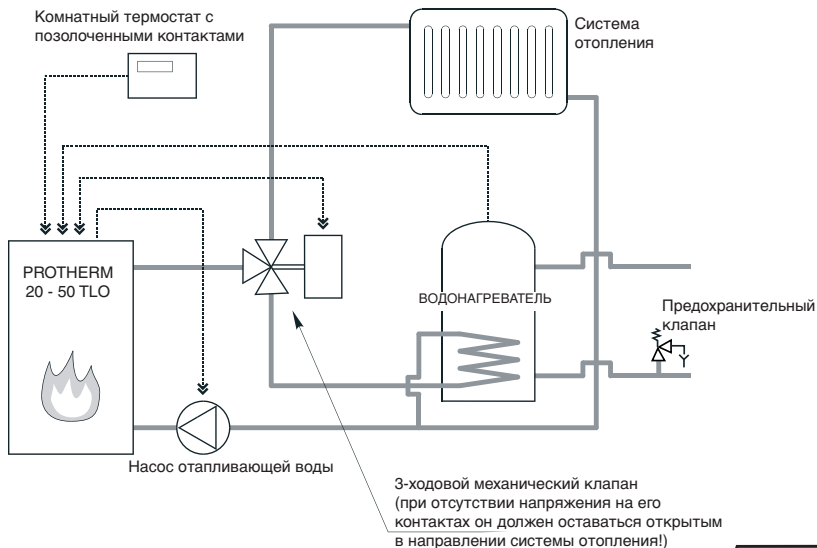 Комнатный термостат с
позолоченными контактами
Система
отопления
PROTHERM
20 - 50 TLO
ВОДОНАГРЕВАТЕЛЬ
Предохранительный
клапан
Насос отапливающей воды
3-ходовой механический клапан
(при отсутствии напряжения на его
контактах он должен оставаться открытым
в направлении системы отопления!)